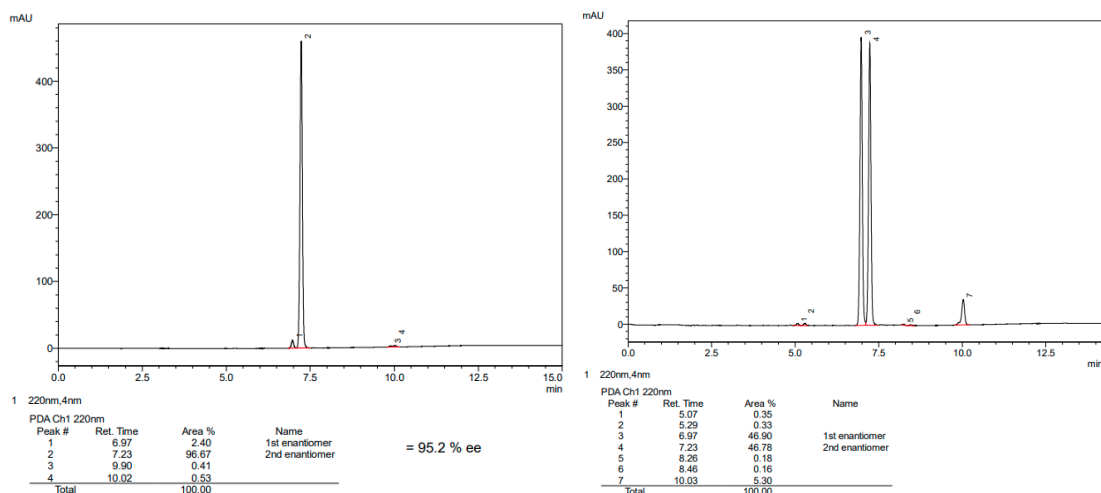 mAU
2
400
300
200
100
0
1
3
4
0.0 2.5 5.0 7.5 10.0 12.5 15.0
min
1 220nm,4nm
PDA Ch1 220nm
Peak # Ret. Time Area % Name
1 6.97 2.40 1st enantiomer
2 7.23 96.67 2nd enantiomer
3 9.90 0.41
4 10.02 0.53
Total 100.00
= 95.2 % ee
mAU
400
350
300
250
200
150
100
50
0
3
4
1
2
5
6
7
0.0 2.5 5.0 7.5 10.0 12.5
min
1 220nm,4nm
PDA Ch1 220nm
Peak # Ret. Time Area % Name
1 5.07 0.35
2 5.29 0.33
3 6.97 46.90 1st enantiomer
4 7.23 46.78 2nd enantiomer
5 8.26 0.18
6 8.46 0.16
7 10.03 5.30
Total 100.00